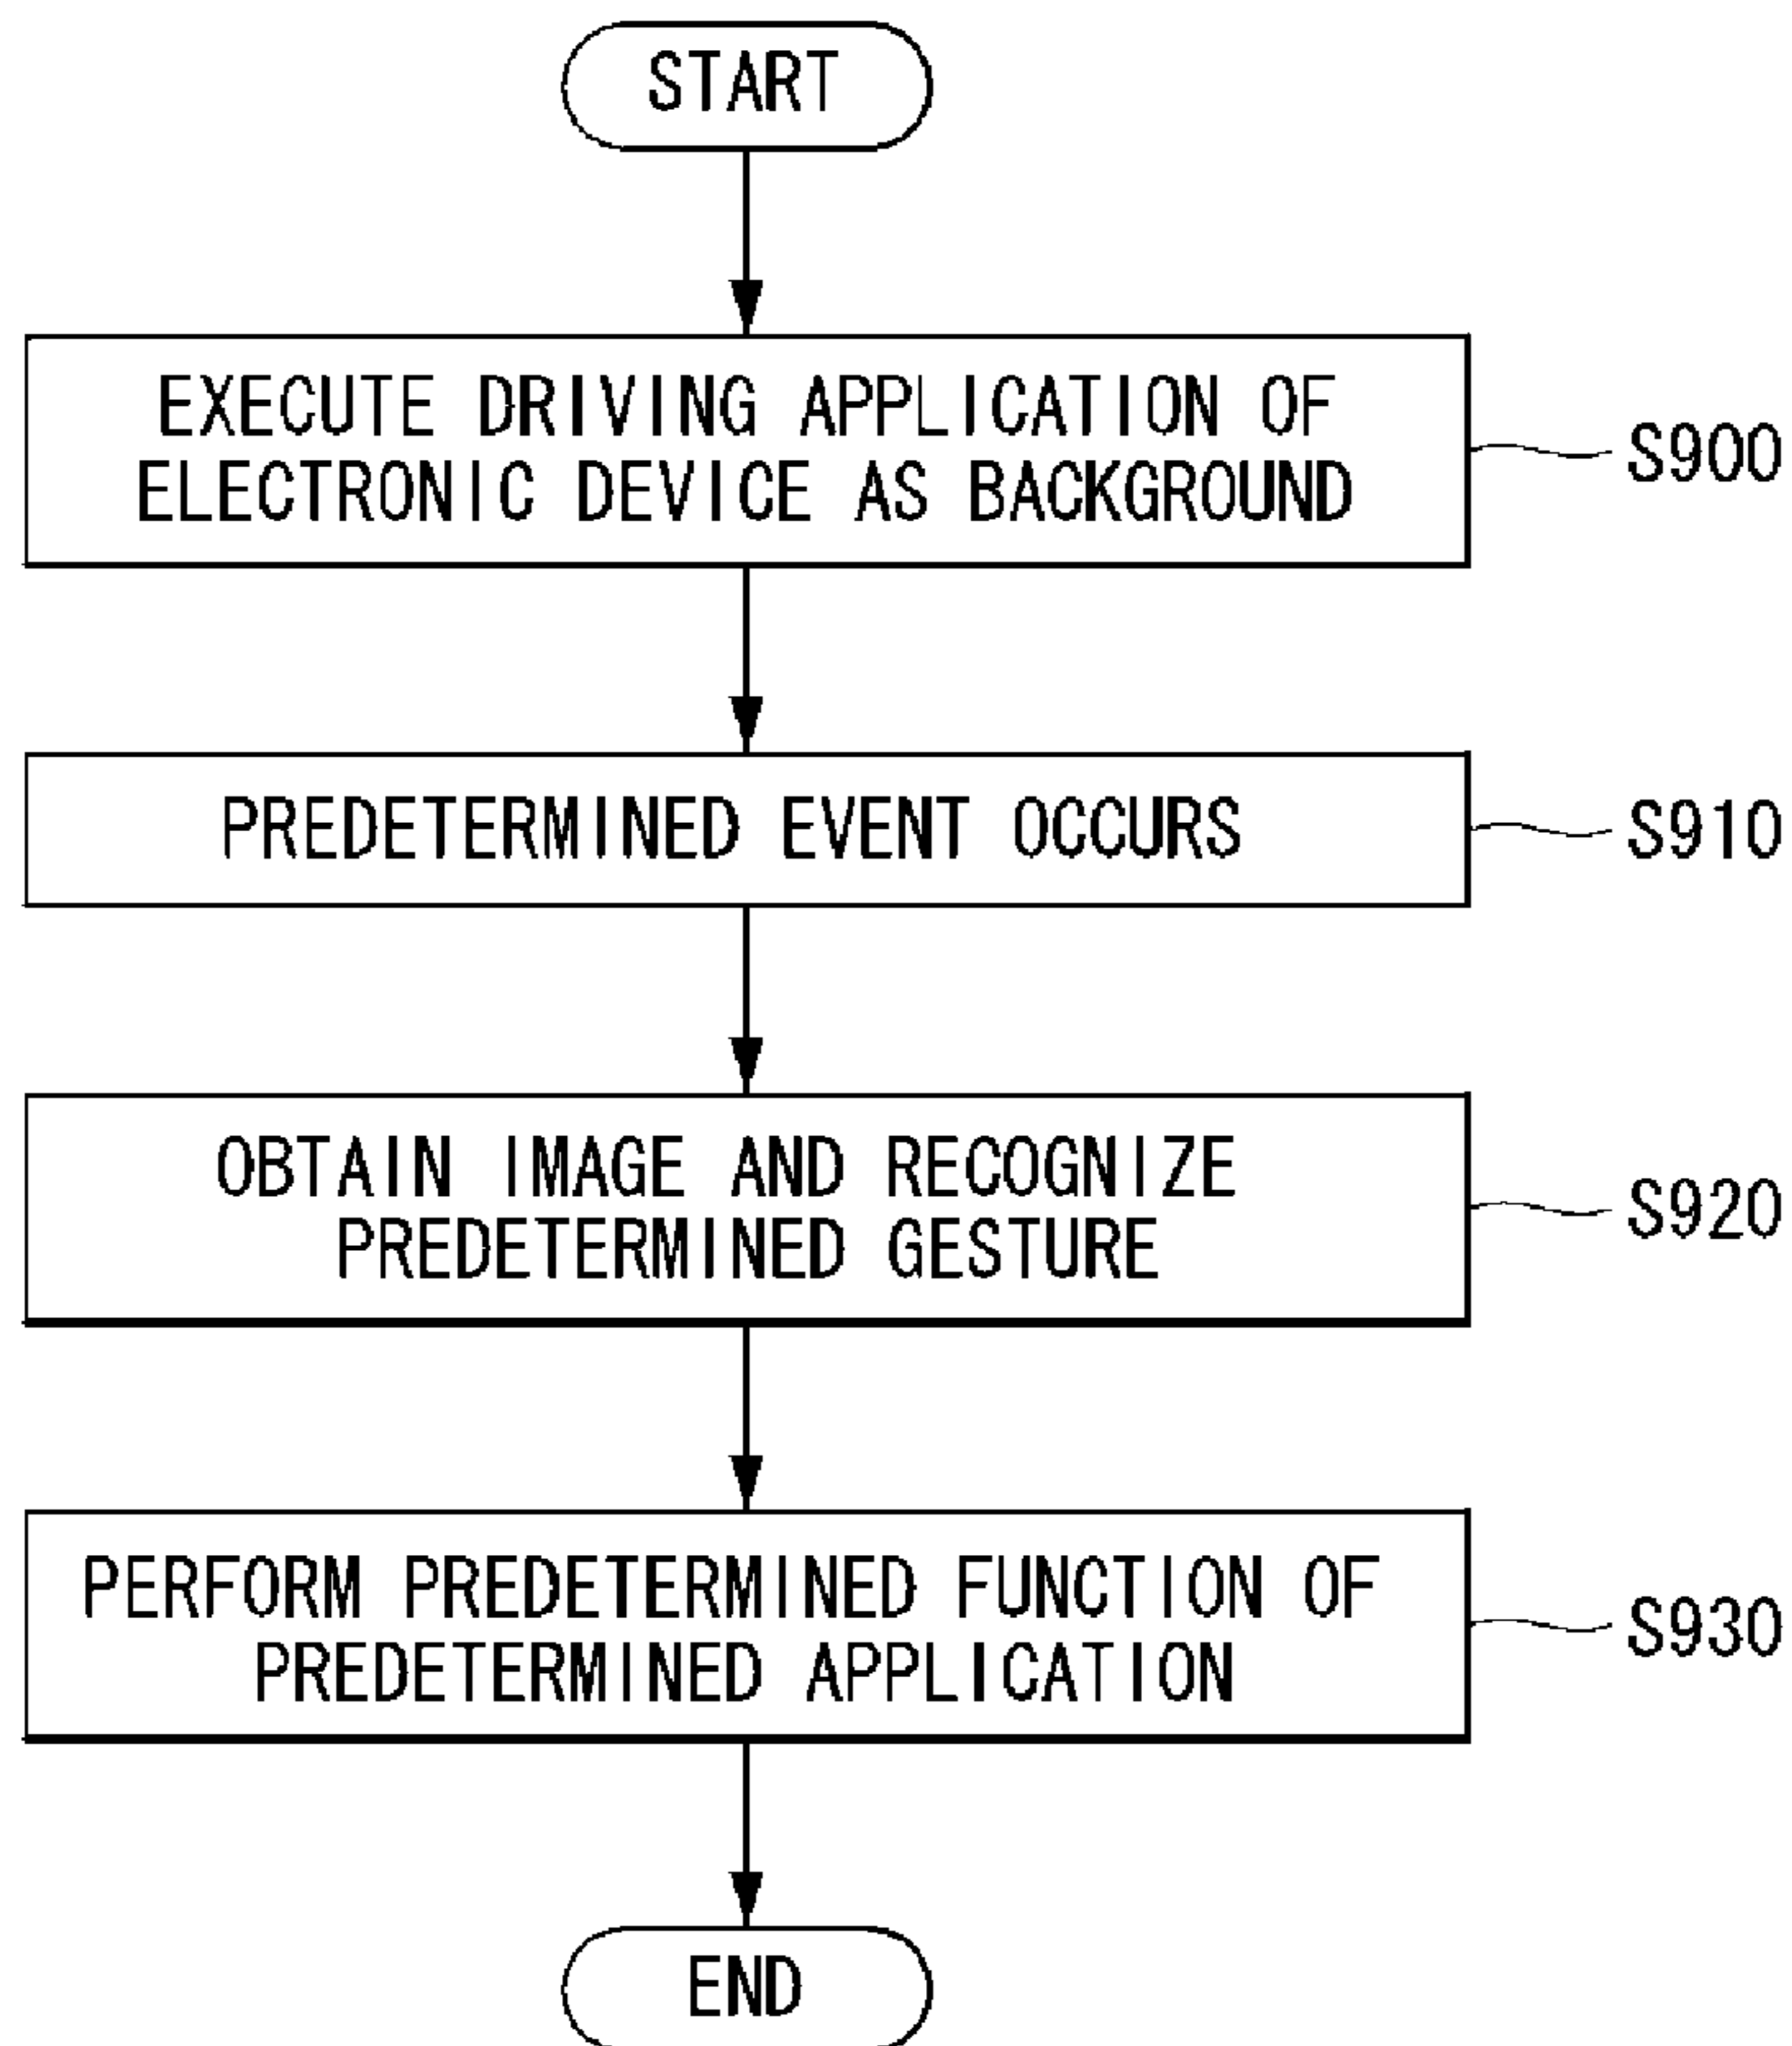 START
EXECUTE DRIVING APPLICATION OF
ELECTRONIC DEVICE AS BACKGROUND
S900
PREDETERMINED EVENT OCCURS
S910
OBTAIN IMAGE AND RECOGNIZE
PREDETERMINED GESTURE
S920
PERFORM PREDETERMINED FUNCTION OF
PREDETERMINED APPLICATION
S930
END